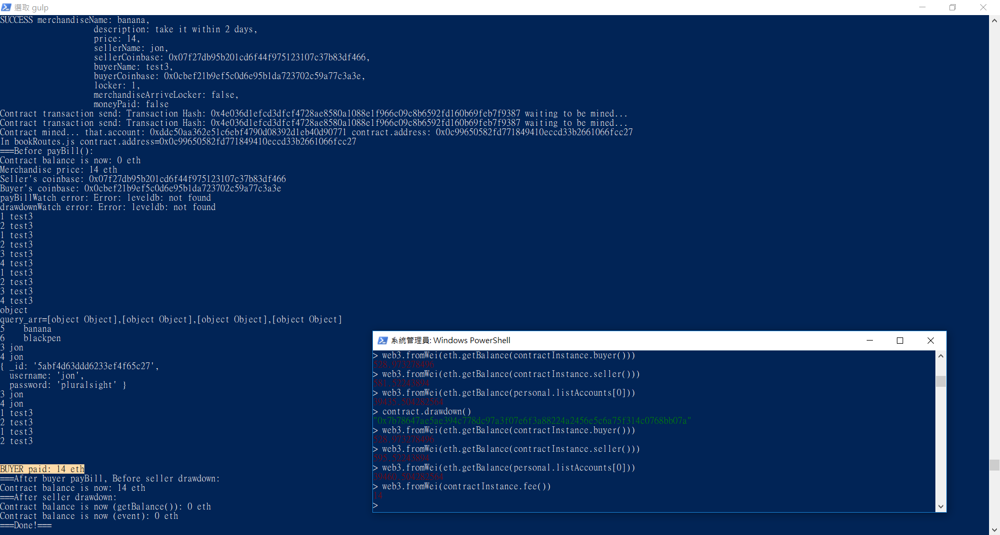 選取 gulp
SUCCESS merchandiseName: banana,
description: take it within 2 days,
price: 14,
sellerName: jon,
sellerCoinbase: 0x07f27db95b201cd6f44f975123107c37b83df466,
buyerName: test3,
buyerCoinbase: 0x0cbef21b9ef5c0d6e95b1da723702c59a77c3a3e,
locker: 1,
merchandiseArriveLocker: false,
moneyPaid: false
Contract transaction send: Transaction Hash: 0x4e036d1efcd3dfcf4728ae8580a1088e1f966c09c8b6592fd160b69feb7f9387 waiting to be mined...
Contract transaction send: Transaction Hash: 0x4e036d1efcd3dfcf4728ae8580a1088e1f966c09c8b6592fd160b69feb7f9387 waiting to be mined...
Contract mined... that.account: 0xddc50aa362e51c6ebf4790d08392d1eb40d90771 contract.address: 0x0c99650582fd771849410eccd33b2661066fcc27
In bookRoutes.js contract.address=0x0c99650582fd771849410eccd33b2661066fcc27
===Before payBill():
Contract balance is now: 0 eth
Merchandise price: 14 eth
Seller's coinbase: 0x07f27db95b201cd6f44f975123107c37b83df466
Buyer's coinbase: 0x0cbef21b9ef5c0d6e95b1da723702c59a77c3a3e
payBillWatch error: Error: leveldb: not found
drawdownWatch error: Error: leveldb: not found
1 test3
2 test3
1 test3
2 test3
3 test3
4 test3
1 test3
2 test3
3 test3
4 test3
object
query_arr=[object Object],[object Object],[object Object],[object Object]
5    banana
6    blackpen
3 jon
4 jon
{ _id: '5abf4d63ddd6233ef4f65c27',
username: 'jon',
password: 'pluralsight' }
3 jon
4 jon
1 test3
2 test3
1 test3
2 test3
BUYER paid: 14 eth
===After buyer payBill, Before seller drawdown:
Contract balance is now: 14 eth
===After seller drawdown:
Contract balance is now (getBalance()): 0 eth
Contract balance is now (event): 0 eth
===Done!===
系統管理員: Windows PowerShell
> web3.fromWei(eth.getBalance(contractInstance.buyer()))
528.973278496
> web3.fromWei(eth.getBalance(contractInstance.seller()))
581.52243894
> web3.fromWei(eth.getBalance(personal.listAccounts[0]))
39435.504282564
> contract.drawdown()
"0x7b78647ae5ae394c778dc97a3f07e6f3a88224a2456e5c6a75f314c0768bb07a"
> web3.fromWei(eth.getBalance(contractInstance.buyer()))
528.973278496
> web3.fromWei(eth.getBalance(contractInstance.seller()))
595.52243894
> web3.fromWei(eth.getBalance(personal.listAccounts[0]))
39460.504282564
> web3.fromWei(contractInstance.fee())
14
>